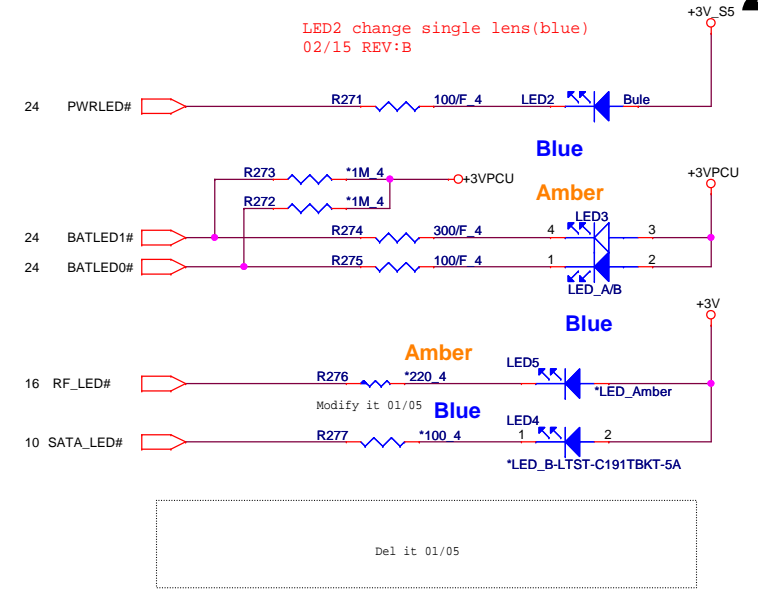 +3V_S5
LED2 change single lens(blue)
02/15 REV:B
24 PWRLED# R271 100/F_4 LED2 Bule
Blue
R273 *1M_4 +3VPCU +3VPCU
Amber
R272 *1M_4
LED3
24 BATLED1# R274 300/F_4 4 3
24 BATLED0# R275 100/F_4 1 2
LED_A/B
+3V
Blue
Amber
LED5
16 RF_LED# R276 *220_4
*LED_Amber
Modify it 01/05
Blue
LED4
10 SATA_LED# R277 *100_4 1 2
*LED_B-LTST-C191TBKT-5A
Del it 01/05